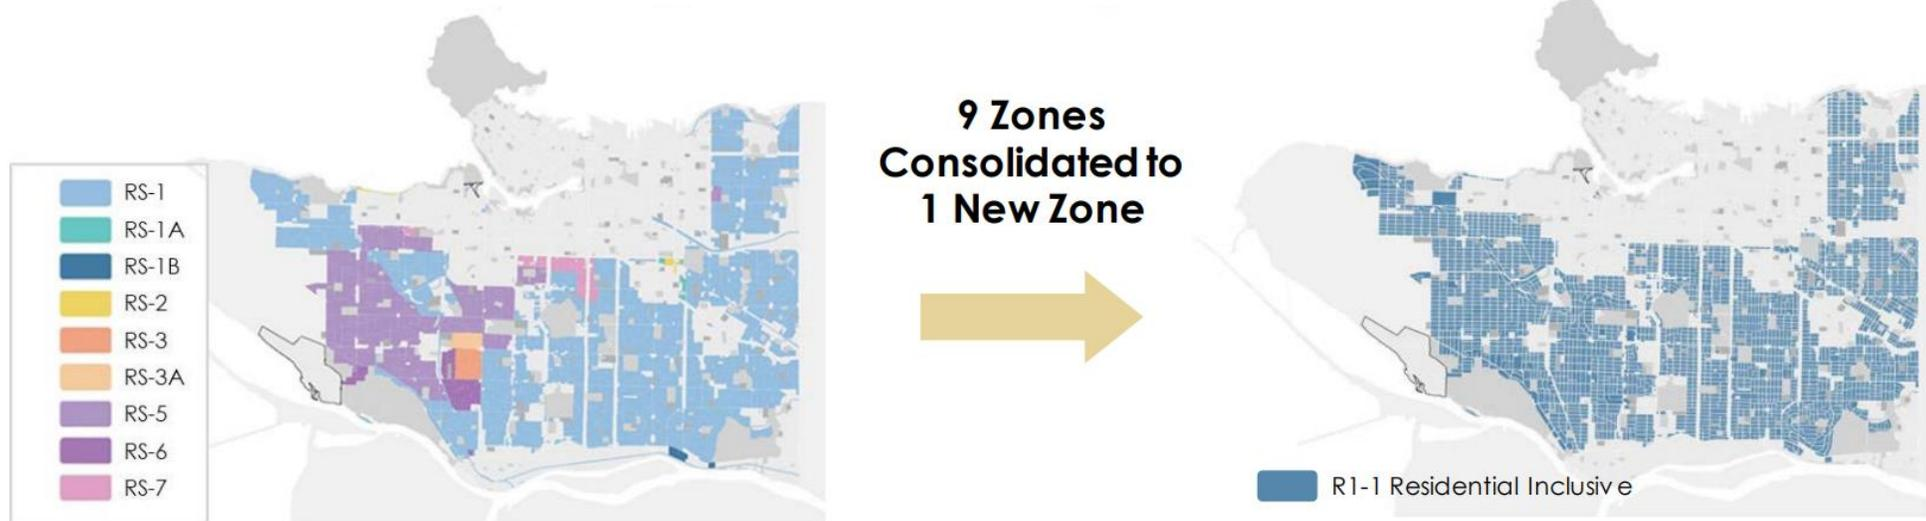 RS-1
RS-1A
RS-1B
RS-2
RS-3
RS-3A
RS-5
RS-6
RS-7
9 Zones
Consolidated to
1 New Zone
R1-1 Residential Inclusive